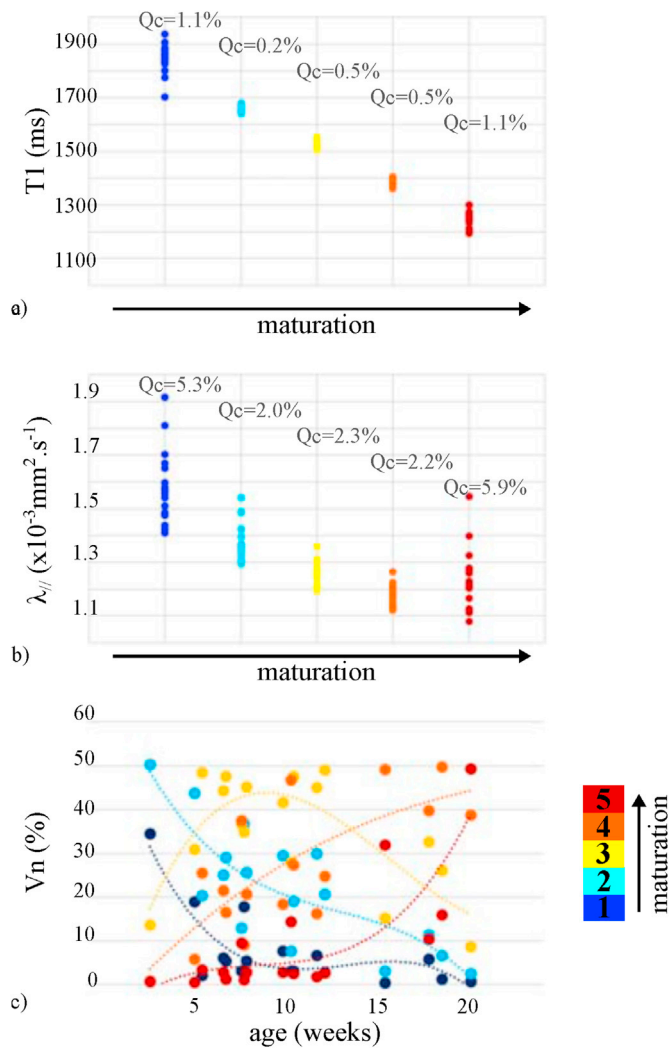 Qc=1.1%
1900
Qc=0.2%
Qc=0.5%
1700
Qc=0.5%
Qc=1.1%
T1 (ms)
1500
1300
1100
a)
maturation
1.9
Qc=5.3%
Qc=2.0%
1.7
Qc=2.3%
Qc=2.2%
Qc=5.9%
1.5
λ// (x10-3mm2.s-1)
1.3
1.1
b)
maturation
60
50
40
30
20
10
0
Vn (%)
5
4
3
2
1
maturation
5 10 15 20
c)
age (weeks)